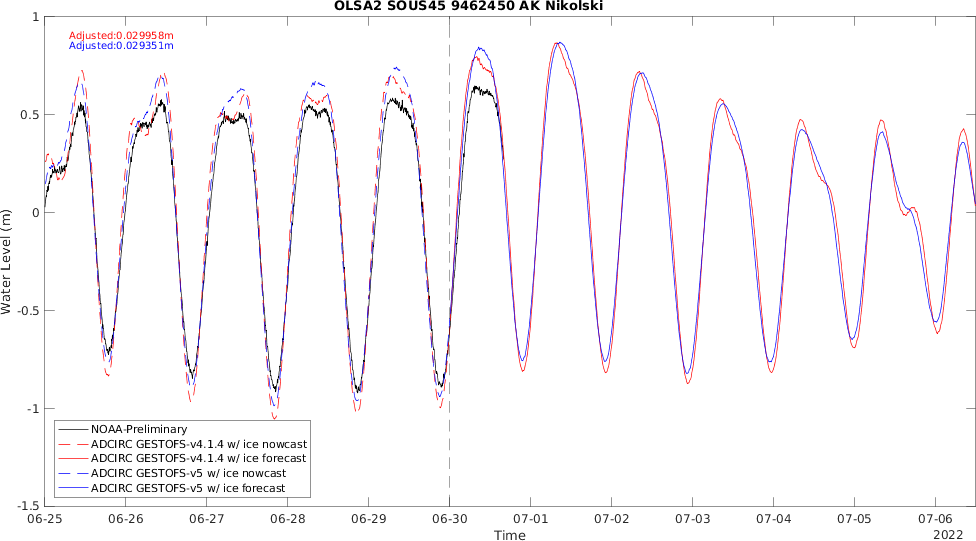 OLSA2 SOUS45 9462450 AK Nikolski
Adjusted:0.029958m
Adjusted:0.029351m
Water Level (m)
1
0.5
0
-0.5
-1
-1.5
NOAA-Preliminary
ADCIRC GESTOFS-v4.1.4 w/ ice nowcast
ADCIRC GESTOFS-v4.1.4 w/ ice forecast
ADCIRC GESTOFS-v5 w/ ice nowcast
ADCIRC GESTOFS-v5 w/ ice forecast
06-25 06-26 06-27 06-28 06-29 06-30 07-01 07-02 07-03 07-04 07-05 07-06
Time
2022